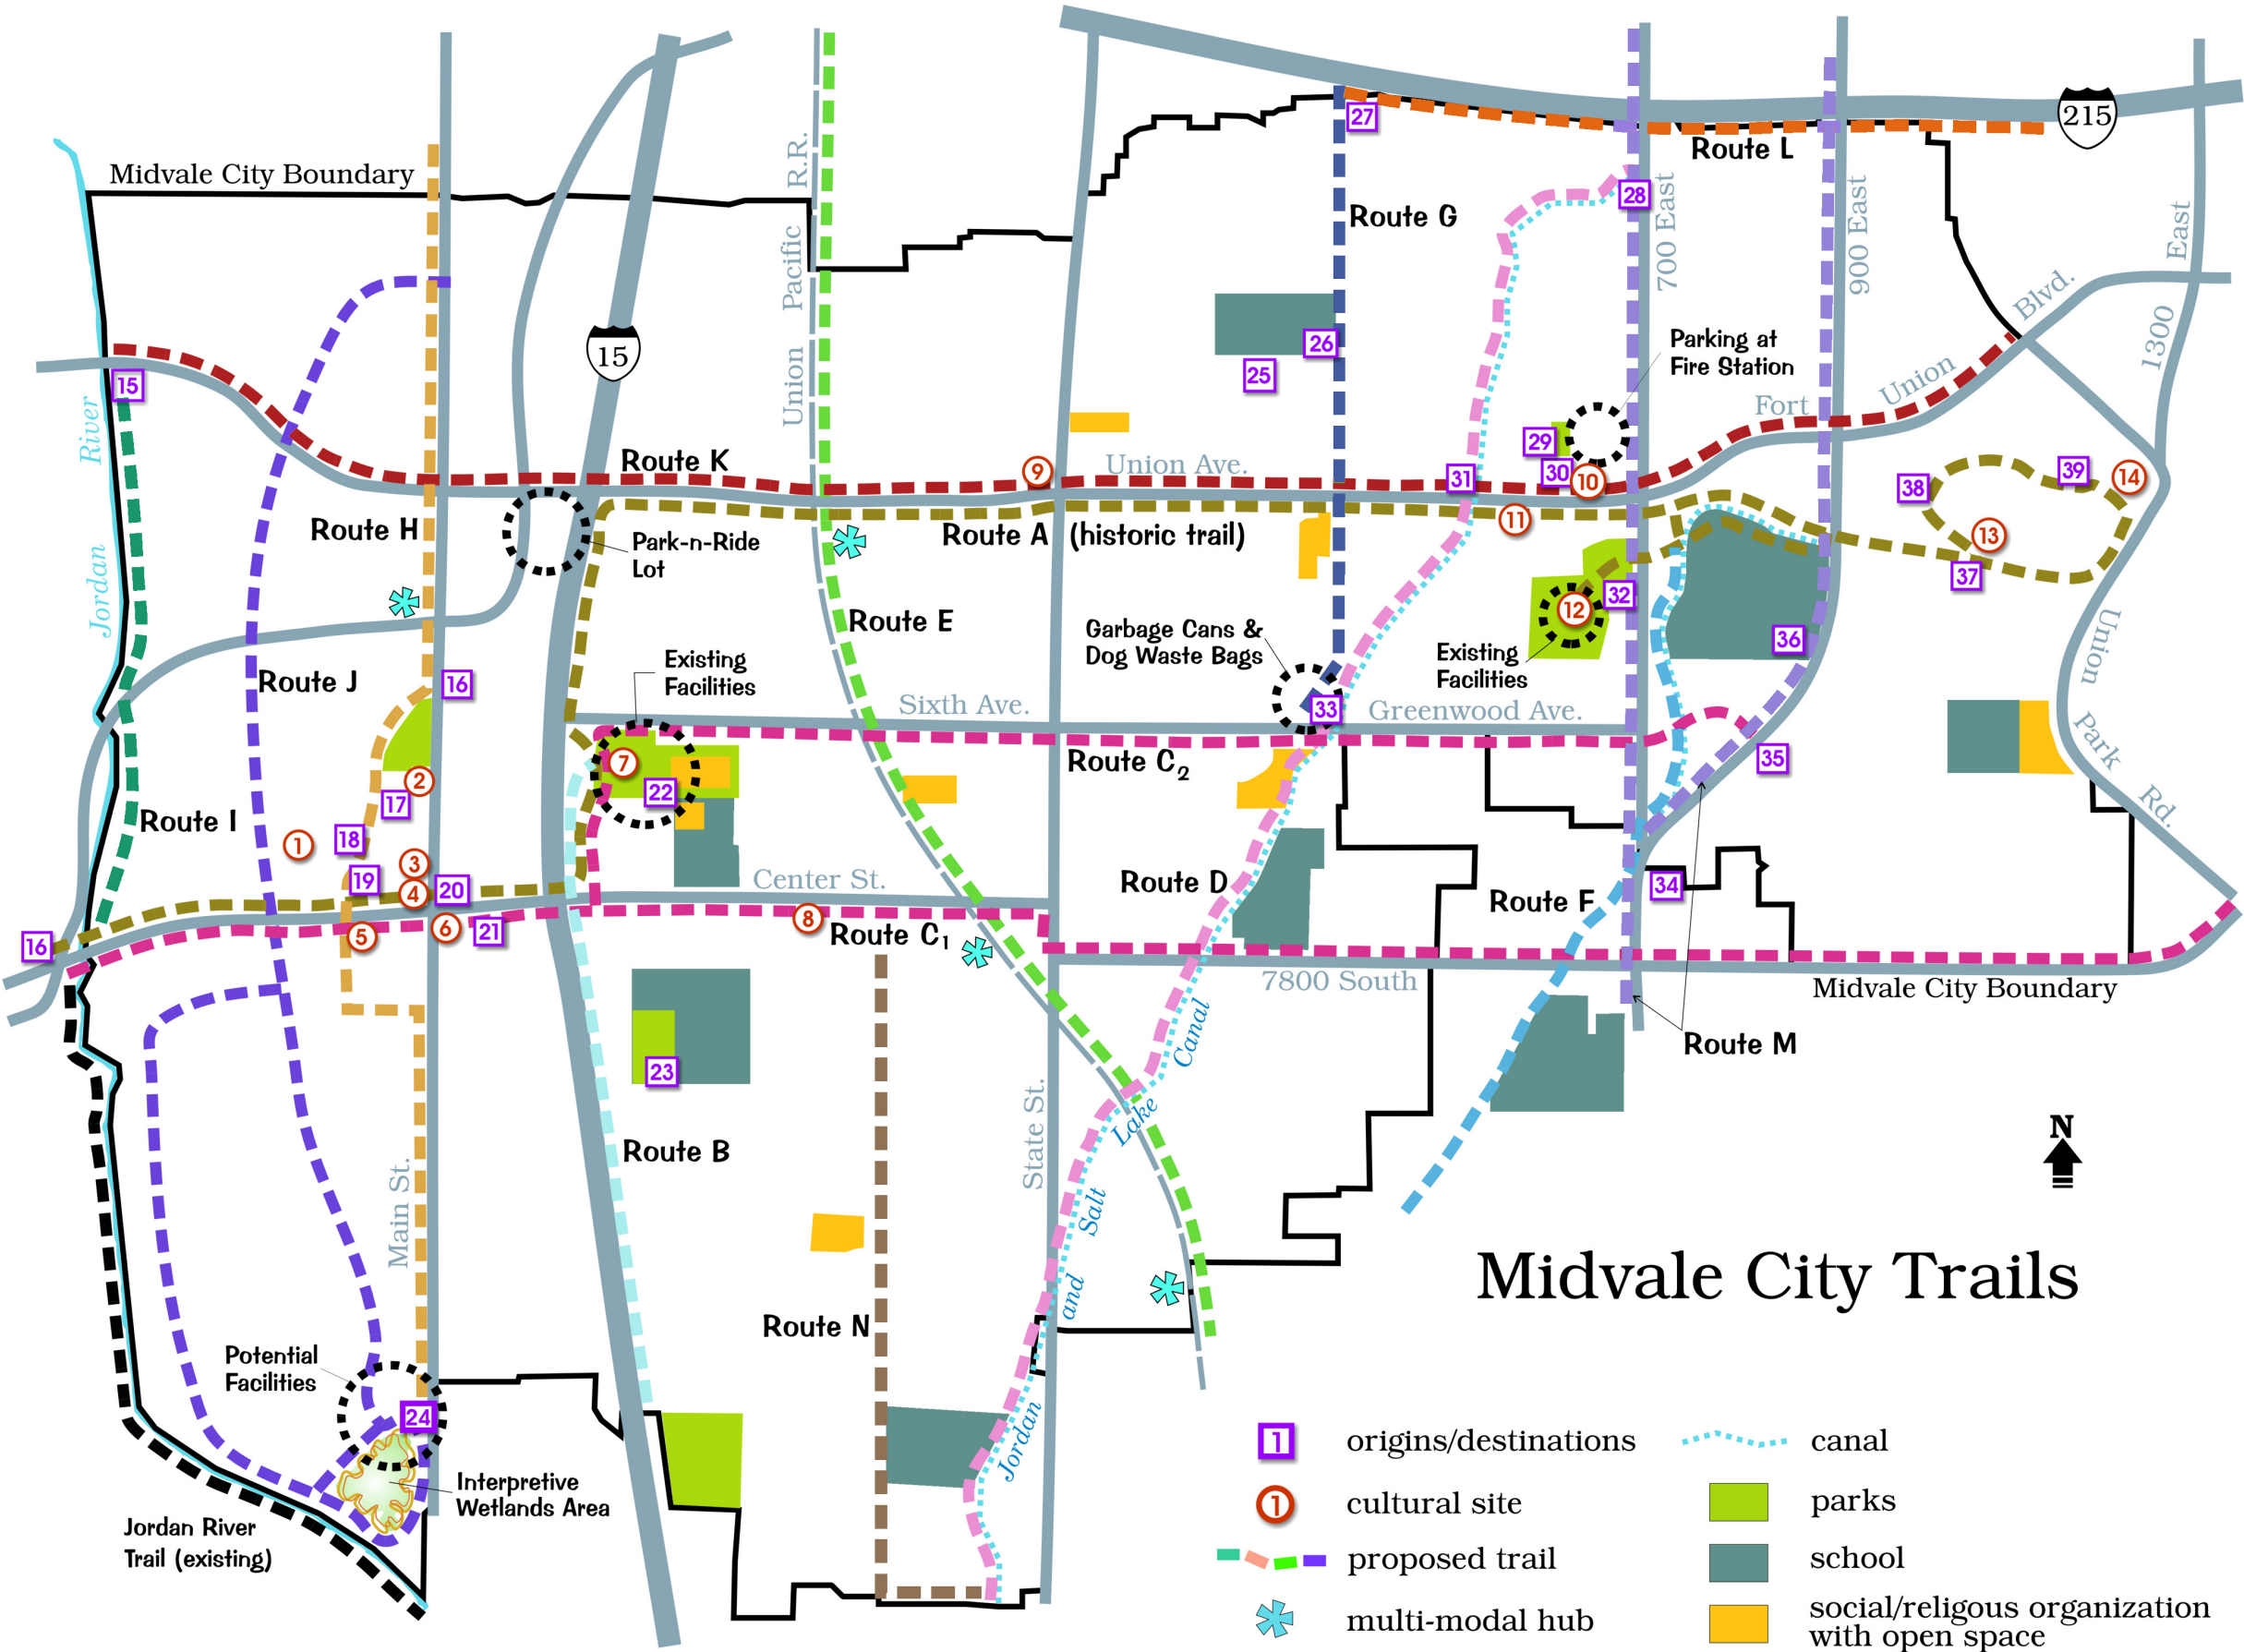 215
27
Route L
Midvale City Boundary
Union Pacific R.R.
28
Route G
700 East
900 East
1300 East
Parking at
Fire Station
Fort Union Blvd.
15
26
25
15
Jordan River
29
30
10
31
Route K
9
Union Ave.
38
39
14
Route H
Park-n-Ride
Lot
Route A (historic trail)
11
13
37
Route E
Garbage Cans &
Dog Waste Bags
Existing
Facilities
12
32
36
Union Park Rd.
Existing
Facilities
Route J
16
Sixth Ave.
33
Greenwood Ave.
7
22
Route C2
35
2
17
Route I
1
18
3
19
4
20
Center St.
Route D
Route F
34
16
5
6
21
8
Route C1
7800 South
Midvale City Boundary
Route M
23
Jordan and Salt Lake Canal
State St.
Main St.
Route B
N
Midvale City Trails
Route N
Potential
Facilities
24
Interpretive
Wetlands Area
Jordan River
Trail (existing)
1 origins/destinations
1 cultural site
proposed trail
multi-modal hub
canal
parks
school
social/religous organization
with open space